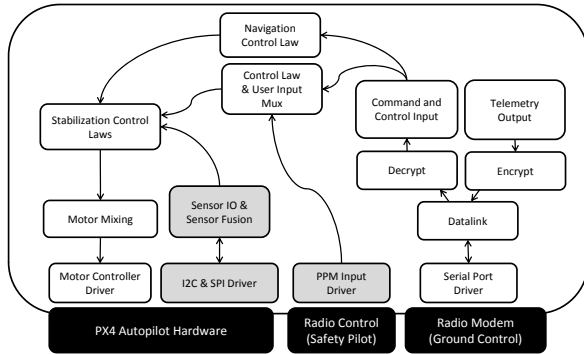 Navigation
Control Law
Control Law
& User Input
Mux
Command and
Control Input
Telemetry
Output
Stabilization Control
Laws
Decrypt
Encrypt
Motor Mixing
Sensor IO &
Sensor Fusion
Datalink
Motor Controller
Driver
I2C & SPI Driver
PPM Input
Driver
Serial Port
Driver
PX4 Autopilot Hardware
Radio Control
(Safety Pilot)
Radio Modem
(Ground Control)